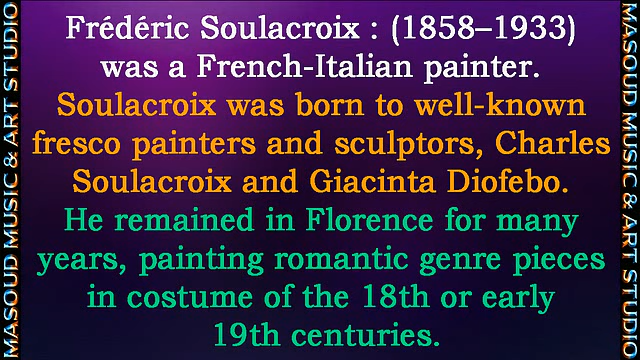 Frédéric Soulacroix : (1858–1933)
was a French-Italian painter.
Soulacroix was born to well-known
fresco painters and sculptors, Charles
Soulacroix and Giacinta Diofebo.
He remained in Florence for many
years, painting romantic genre pieces
in costume of the 18th or early
19th centuries.
MASOUD MUSIC & ART STUDIO
MASOUD MUSIC & ART STUDIO